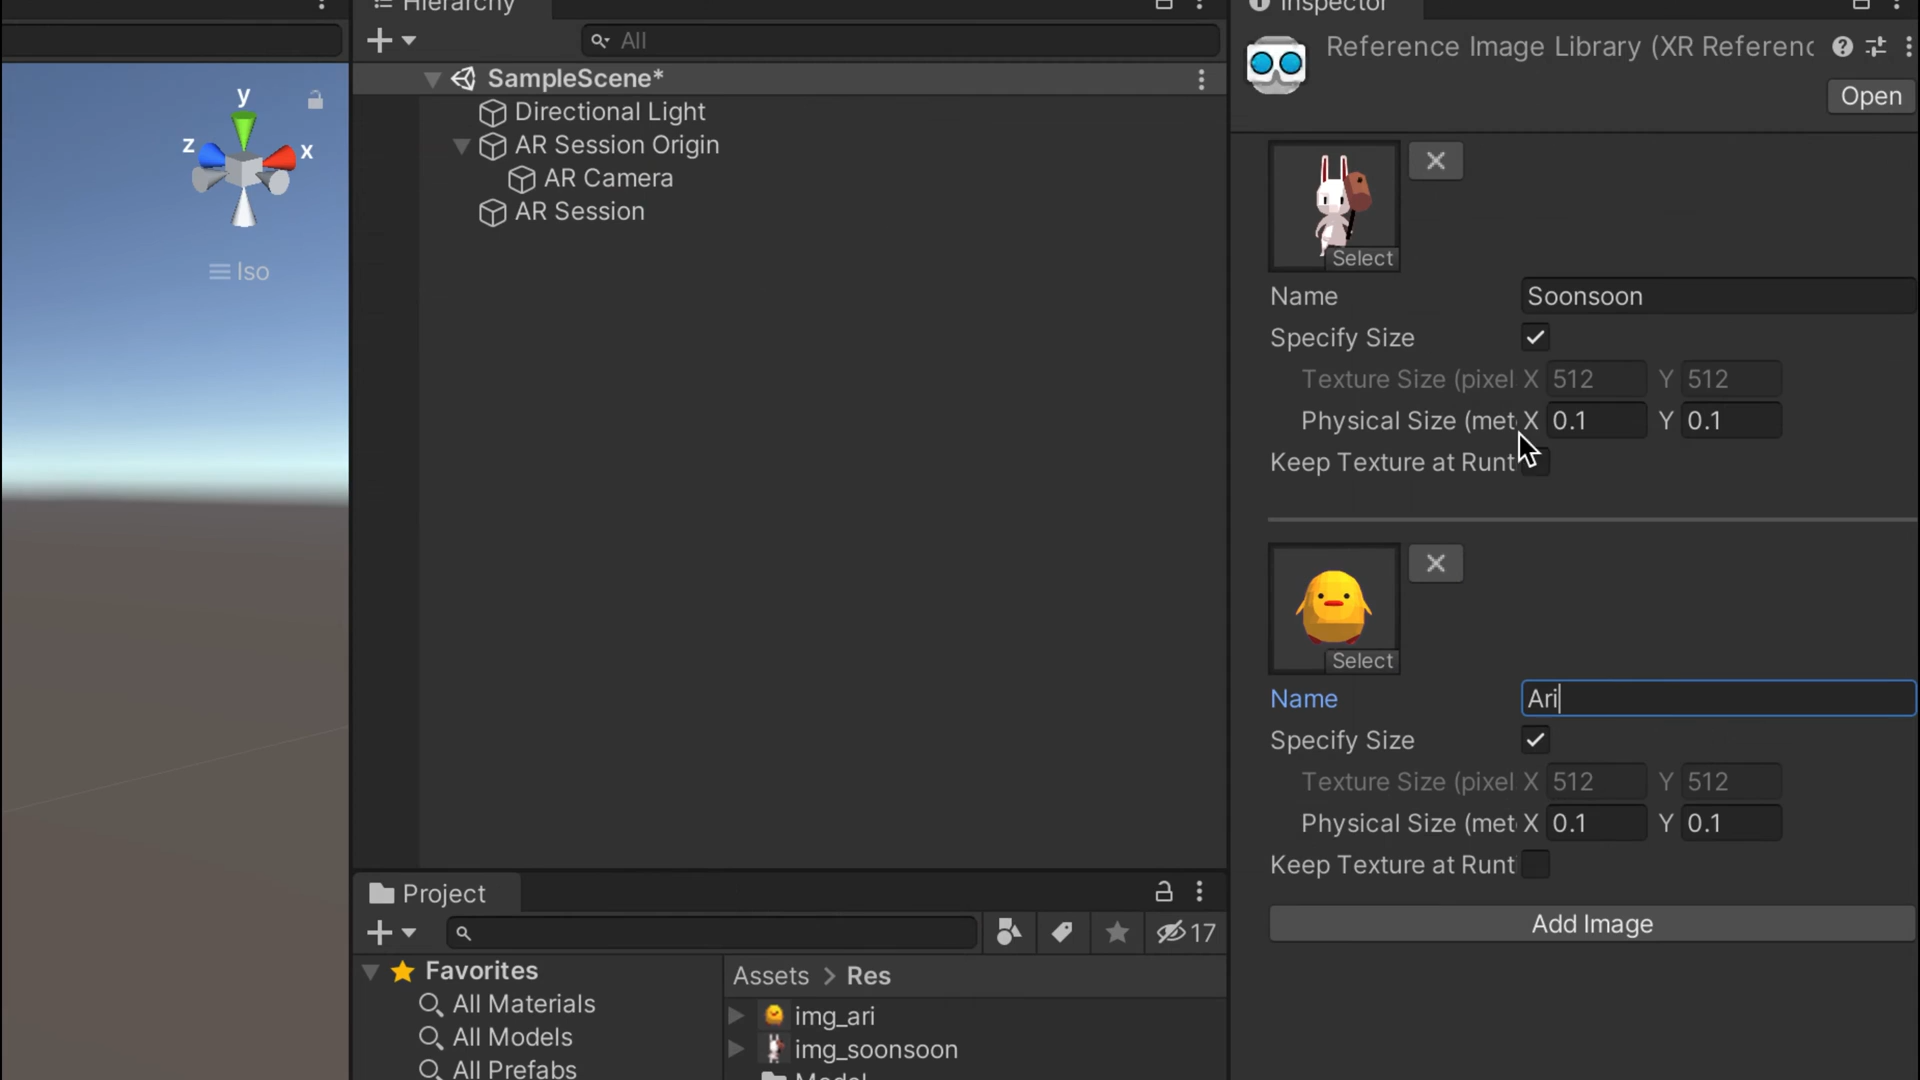 Hierarchy
All
SampleScene*
Directional Light
AR Session Origin
AR Camera
AR Session
y
z
x
Iso
Inspector
Reference Image Library (XR Referenc
Open
Select
Name Soonsoon
Specify Size
Texture Size (pixel X 512 Y 512
Physical Size (met X 0.1 Y 0.1
Keep Texture at Runt
Select
Name Ari
Specify Size
Texture Size (pixel X 512 Y 512
Physical Size (met X 0.1 Y 0.1
Keep Texture at Runt
Add Image
Project
17
Favorites
All Materials
All Models
All Prefabs
Assets > Res
img_ari
img_soonsoon
Model